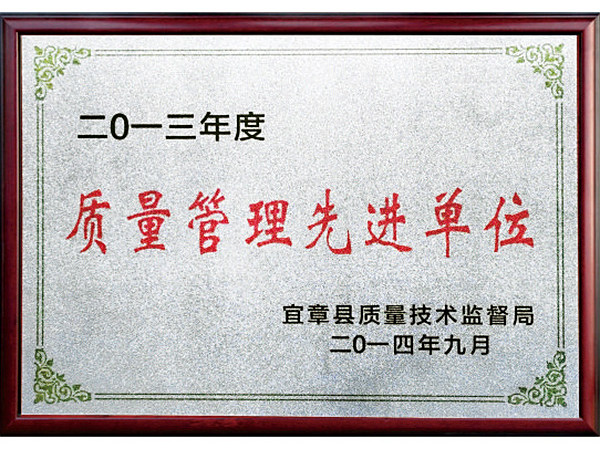 二0一三年度
质量管理先进单位
宜章县质量技术监督局
二0一四年九月